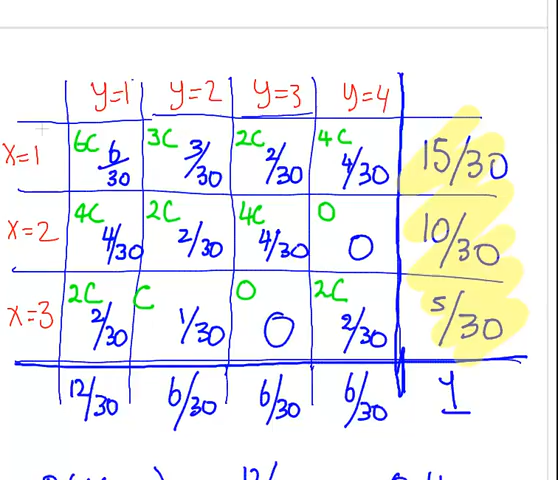 y=1 y=2 y=3 y=4
x=1 6C 6/30 3C 3/30 2C 2/30 4C 4/30 15/30
x=2 4C 4/30 2C 2/30 4C 4/30 0 0 10/30
x=3 2C 2/30 C 1/30 0 0 2C 2/30 5/30
12/30 6/30 6/30 6/30 1
12/